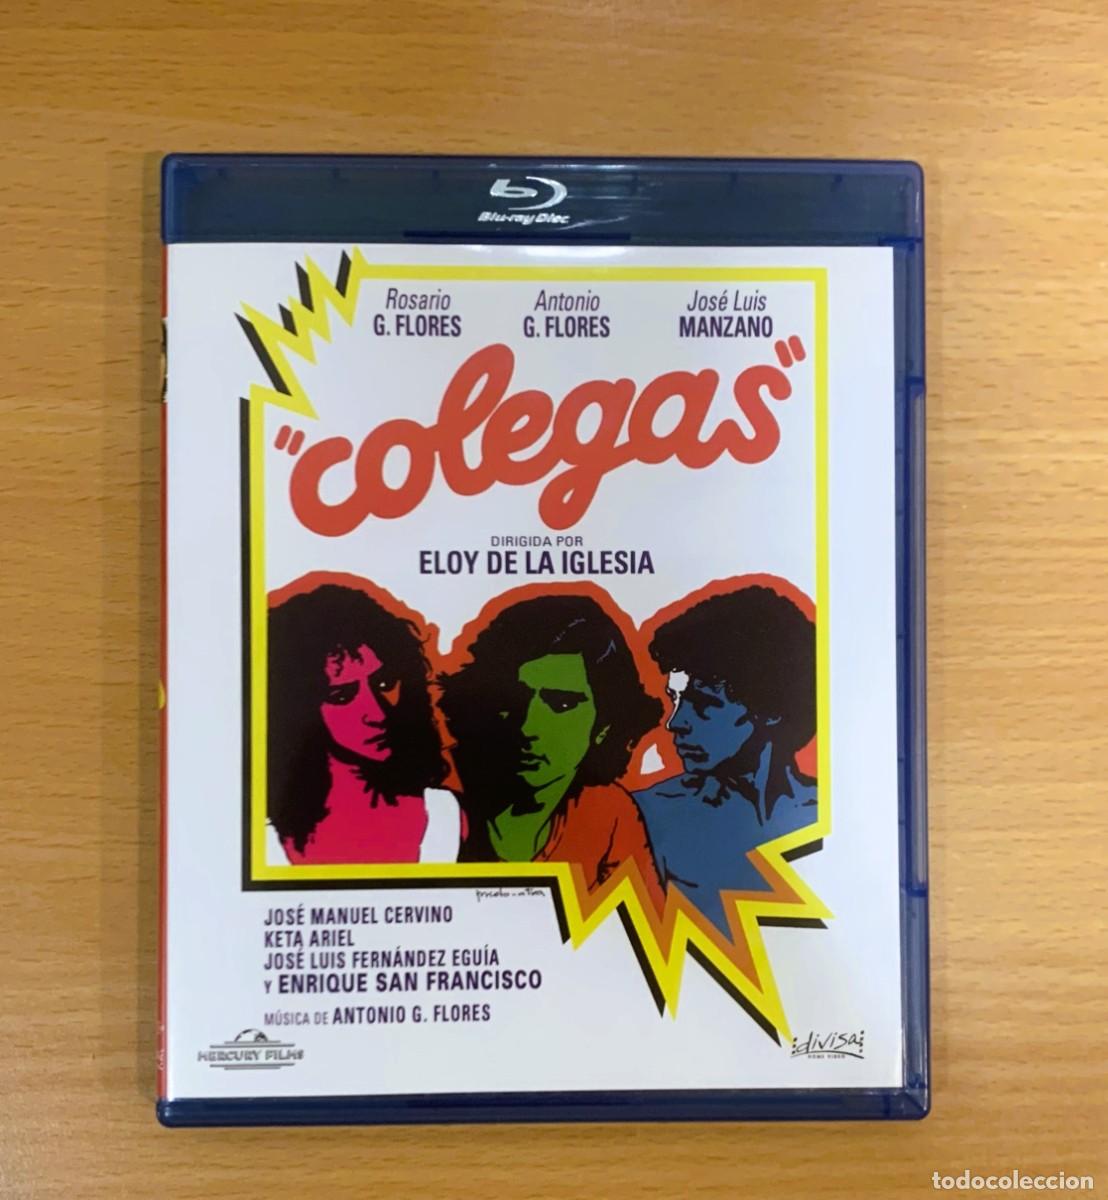 Blu-ray Disc
Rosario Antonio José Luis
G. FLORES G. FLORES MANZANO
"colegas"
DIRIGIDA POR
ELOY DE LA IGLESIA
JOSÉ MANUEL CERVINO
KETA ARIEL
JOSÉ LUIS FERNÁNDEZ EGUÍA
Y ENRIQUE SAN FRANCISCO
MÚSICA DE ANTONIO G. FLORES
MERCURY FILMS
divisa
HOME VIDEO
todocoleccion